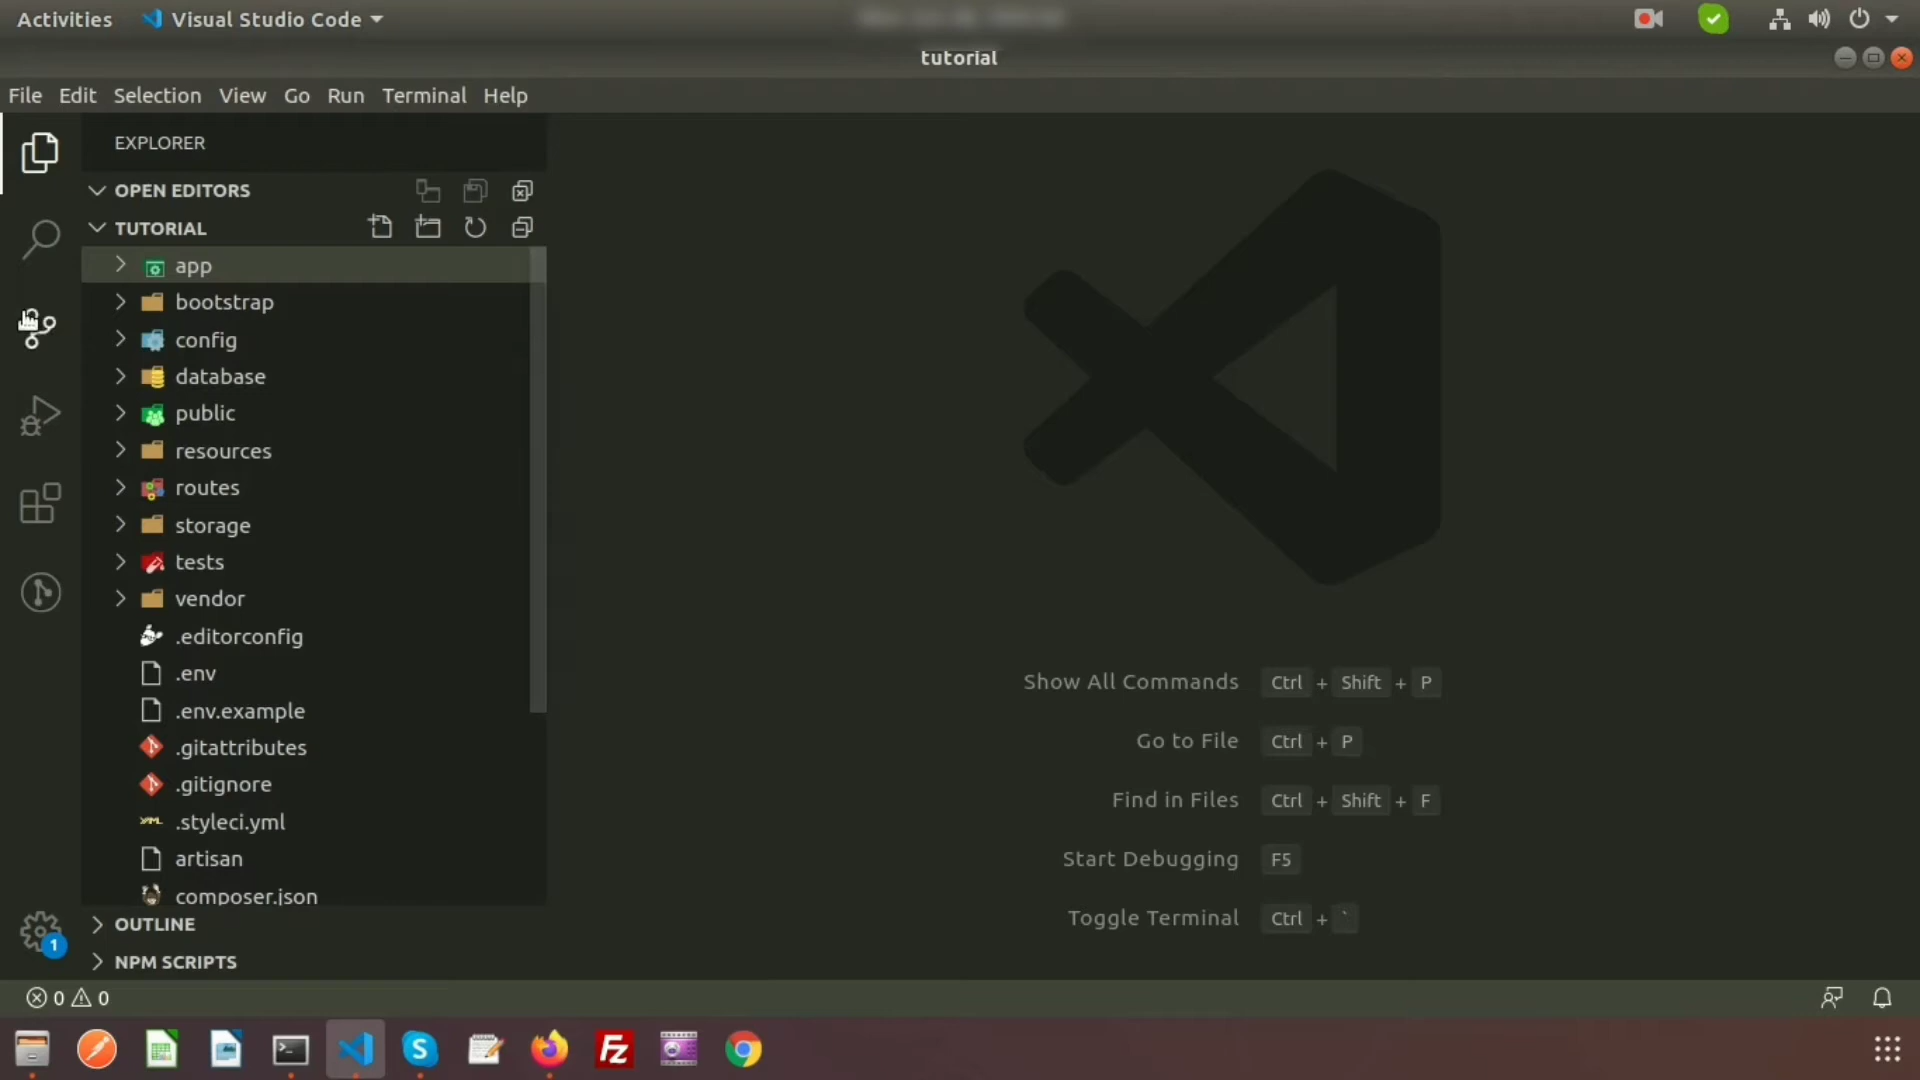 Activities Visual Studio Code
tutorial
File Edit Selection View Go Run Terminal Help
EXPLORER
OPEN EDITORS
TUTORIAL
app
bootstrap
config
database
public
resources
routes
storage
tests
vendor
.editorconfig
.env
.env.example
.gitattributes
.gitignore
.styleci.yml
artisan
composer.json
OUTLINE
NPM SCRIPTS
1
0 0
Show All Commands Ctrl + Shift + P
Go to File Ctrl + P
Find in Files Ctrl + Shift + F
Start Debugging F5
Toggle Terminal Ctrl + `
S
Fz